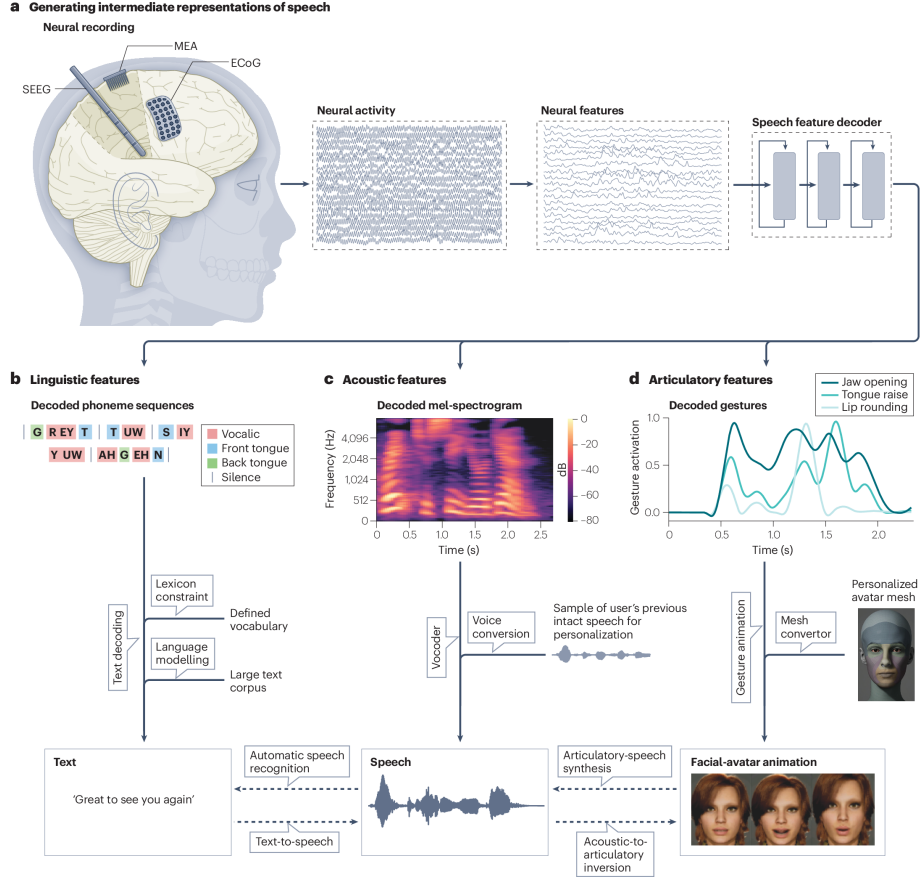 a Generating intermediate representations of speech
Neural recording
MEA
ECoG
SEEG
Neural activity
Neural features
Speech feature decoder
b Linguistic features
Decoded phoneme sequences
| G R EY T | T UW | S IY
Y UW | AH G EH N |
Vocalic
Front tongue
Back tongue
| Silence
Text decoding
Lexicon
constraint
Defined
vocabulary
Language
modelling
Large text
corpus
c Acoustic features
Decoded mel-spectrogram
Frequency (Hz)
4,096
2,048
1,024
512
0
0 0.5 1.0 1.5 2.0 2.5
Time (s)
dB
0
−20
−40
−60
−80
Vocoder
Voice
conversion
Sample of user's previous
intact speech for
personalization
d Articulatory features
Jaw opening
Tongue raise
Lip rounding
Decoded gestures
Gesture activation
1.0
0.5
0.0
0 0.5 1.0 1.5 2.0
Time (s)
Gesture animation
Mesh
convertor
Personalized
avatar mesh
Text
'Great to see you again'
Automatic speech
recognition
Text-to-speech
Speech
Articulatory-speech
synthesis
Acoustic-to-
articulatory
inversion
Facial-avatar animation